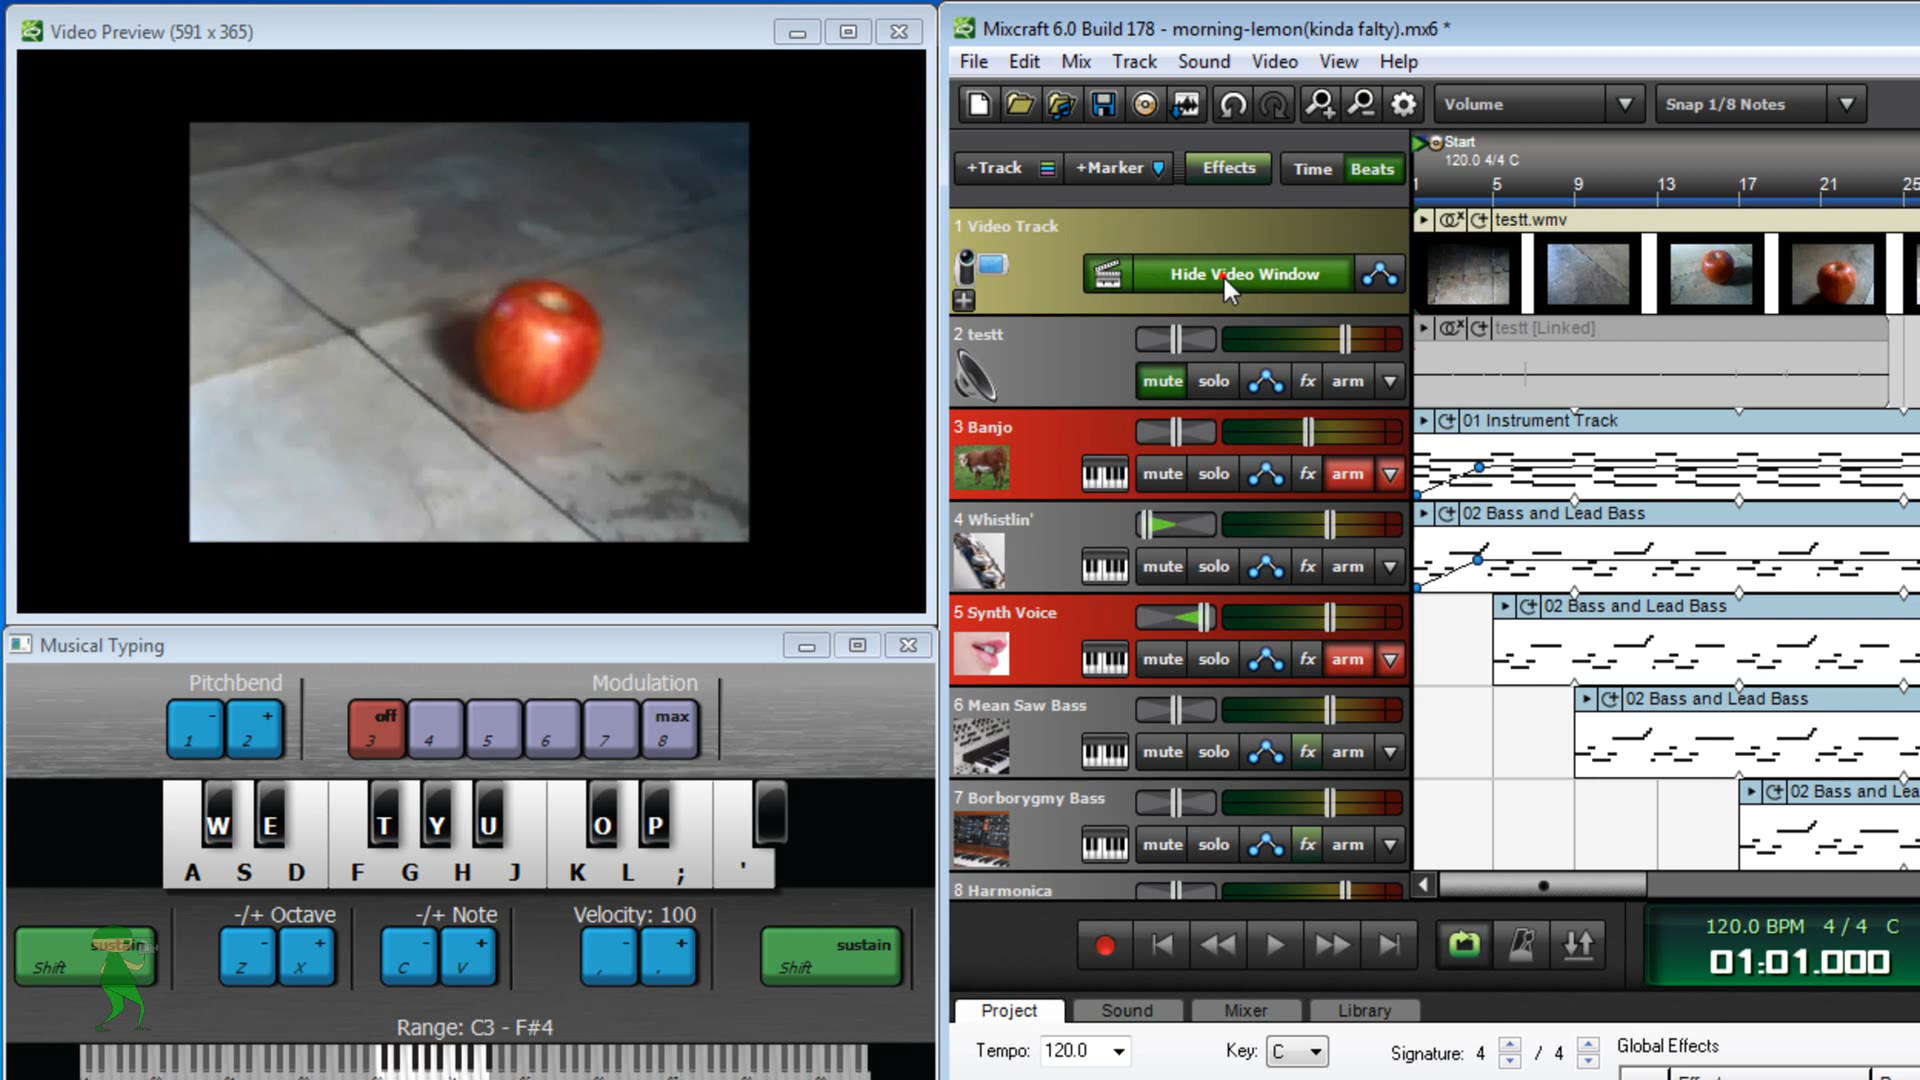 Video Preview (591 x 365)
Mixcraft 6.0 Build 178 - morning-lemon(kinda falty).mx6 *
File Edit Mix Track Sound Video View Help
Volume
Snap 1/8 Notes
+Track
+Marker
Effects
Time
Beats
Start
120.0 4/4 C
1 5 9 13 17 21 25
1 Video Track
Hide Video Window
testt.wmv
2 testt
mute solo fx arm
testt [Linked]
3 Banjo
mute solo fx arm
01 Instrument Track
4 Whistlin'
mute solo fx arm
02 Bass and Lead Bass
5 Synth Voice
mute solo fx arm
02 Bass and Lead Bass
6 Mean Saw Bass
mute solo fx arm
02 Bass and Lead Bass
7 Borborygmy Bass
mute solo fx arm
02 Bass and Lea
8 Harmonica
120.0 BPM 4 / 4 C
01:01.000
Project
Sound
Mixer
Library
Tempo: 120.0
Key: C
Signature: 4 / 4
Global Effects
Musical Typing
Pitchbend
Modulation
- +
1 2
off max
3 4 5 6 7 8
W E T Y U O P
A S D F G H J K L ; '
-/+ Octave
-/+ Note
Velocity: 100
sustain
Shift
- +
Z X
- +
C V
- +
, .
sustain
Shift
Range: C3 - F#4